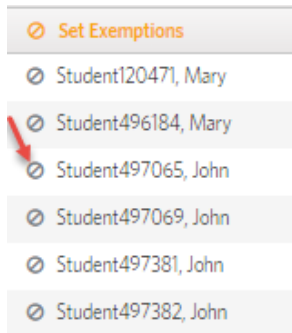 Set Exemptions
Student120471, Mary
Student496184, Mary
Student497065, John
Student497069, John
Student497381, John
Student497382, John